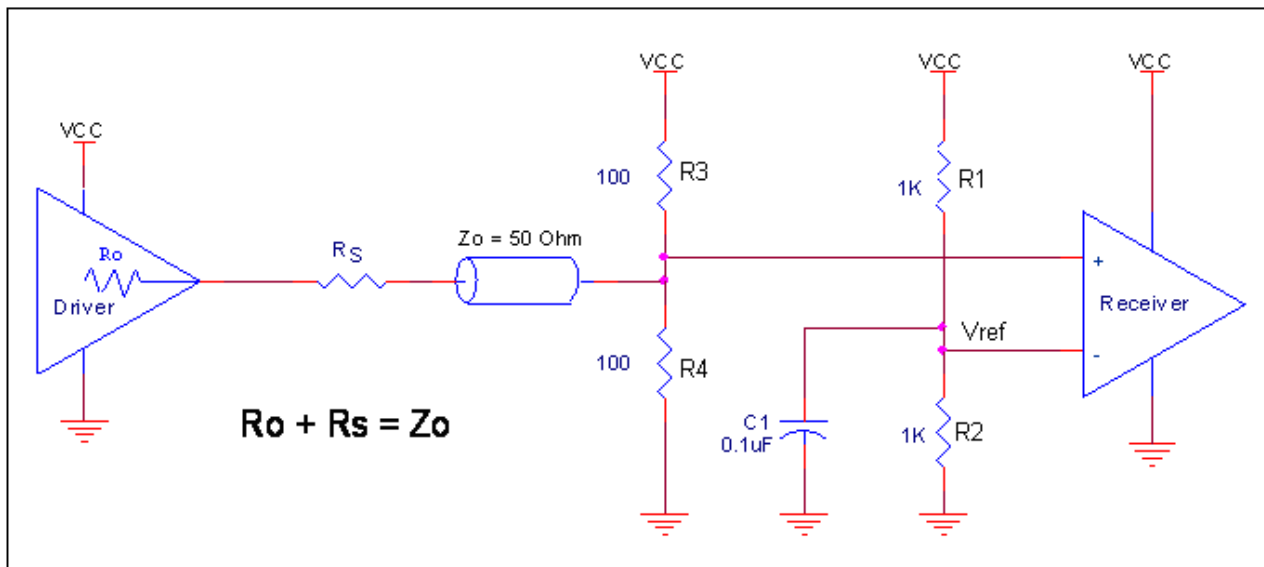 VCC
VCC
VCC
VCC
R3
100
R1
1K
Ro
Driver
RS
Zo = 50 Ohm
+
Receiver
Vref
-
R4
100
Ro + Rs = Zo
C1
0.1uF
R2
1K